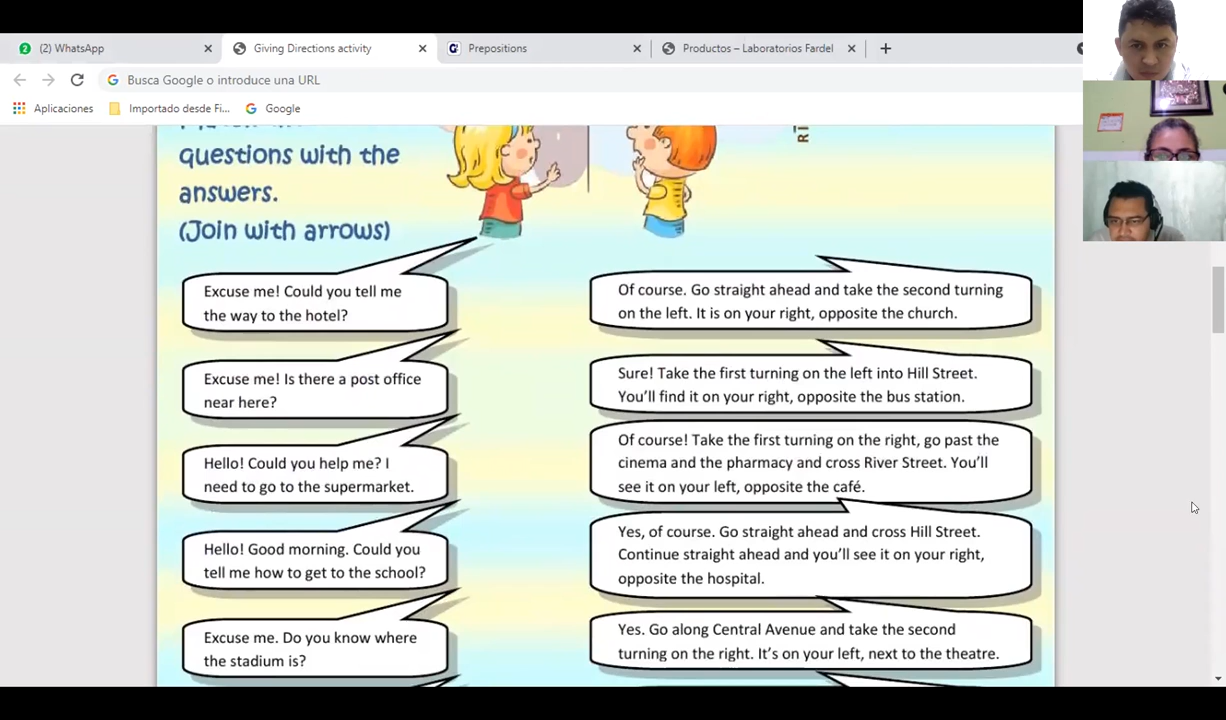 2 (2) WhatsApp
Giving Directions activity
Prepositions
Productos – Laboratorios Fardel
Busca Google o introduce una URL
Aplicaciones
Importado desde Fi...
Google
questions with the
answers.
(Join with arrows)
Excuse me! Could you tell me
the way to the hotel?
Of course. Go straight ahead and take the second turning
on the left. It is on your right, opposite the church.
Excuse me! Is there a post office
near here?
Sure! Take the first turning on the left into Hill Street.
You'll find it on your right, opposite the bus station.
Hello! Could you help me? I
need to go to the supermarket.
Of course! Take the first turning on the right, go past the
cinema and the pharmacy and cross River Street. You'll
see it on your left, opposite the café.
Hello! Good morning. Could you
tell me how to get to the school?
Yes, of course. Go straight ahead and cross Hill Street.
Continue straight ahead and you'll see it on your right,
opposite the hospital.
Excuse me. Do you know where
the stadium is?
Yes. Go along Central Avenue and take the second
turning on the right. It's on your left, next to the theatre.